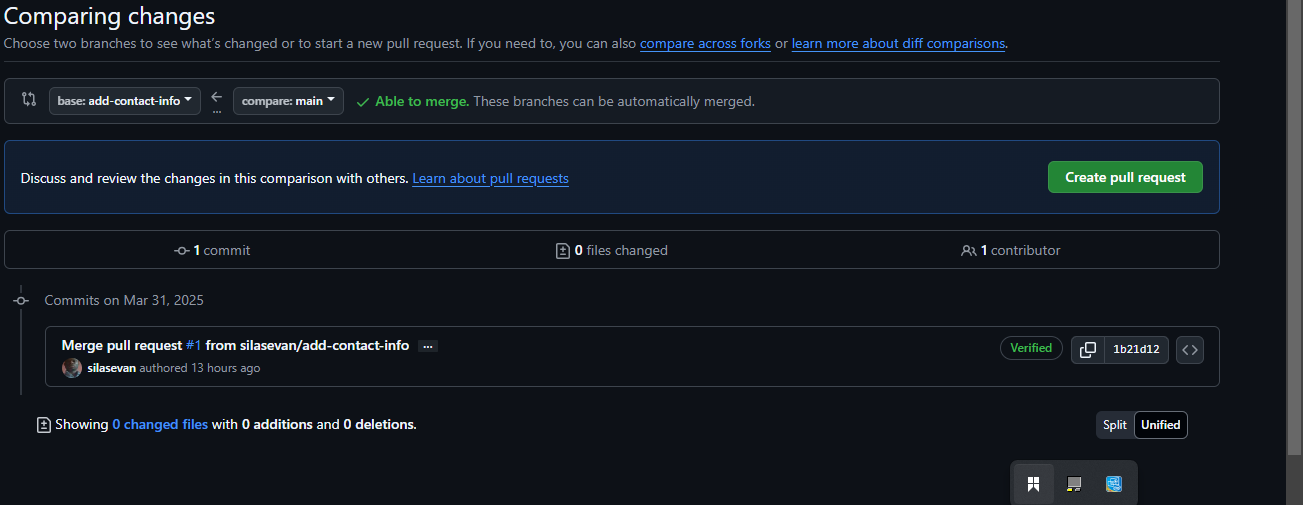 Comparing changes
Choose two branches to see what's changed or to start a new pull request. If you need to, you can also compare across forks or learn more about diff comparisons.
base: add-contact-info ... compare: main Able to merge. These branches can be automatically merged.
Discuss and review the changes in this comparison with others. Learn about pull requests Create pull request
1 commit 0 files changed 1 contributor
Commits on Mar 31, 2025
Merge pull request #1 from silasevan/add-contact-info ...
silasevan authored 13 hours ago
Verified 1b21d12
Showing 0 changed files with 0 additions and 0 deletions. Split Unified